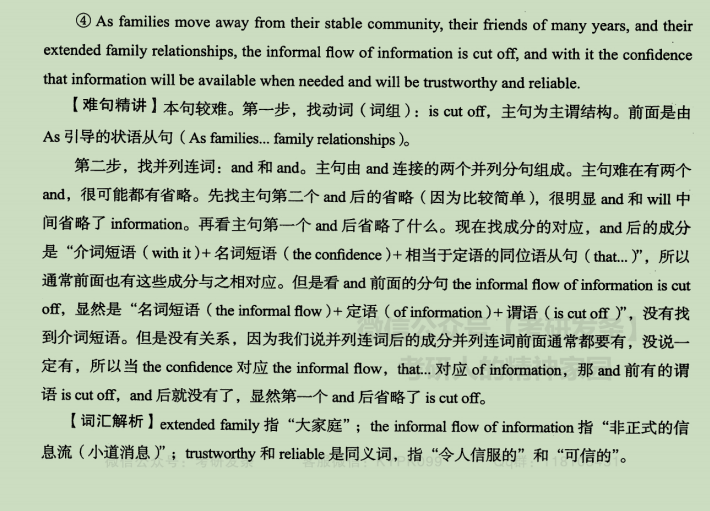 ④ As families move away from their stable community, their friends of many years, and their
extended family relationships, the informal flow of information is cut off, and with it the confidence
that information will be available when needed and will be trustworthy and reliable.
【难句精讲】本句较难。第一步，找动词（词组）：is cut off，主句为主谓结构。前面是由
As 引导的状语从句（As families... family relationships）。
第二步，找并列连词：and 和 and。主句由 and 连接的两个并列分句组成。主句难在有两个
and，很可能都有省略。先找主句第二个 and 后的省略（因为比较简单），很明显 and 和 will 中
间省略了 information。再看主句第一个 and 后省略了什么。现在找成分的对应，and 后的成分
是“介词短语（with it）+ 名词短语（the confidence）+ 相当于定语的同位语从句（that...）”，所以
通常前面也有这些成分与之相对应。但是看 and 前面的分句 the informal flow of information is cut
off，显然是“名词短语（the informal flow）+ 定语（of information）+ 谓语（is cut off）”，没有找
到介词短语。但是没有关系，因为我们说并列连词后的成分并列连词前面通常都要有，没说一
定有，所以当 the confidence 对应 the informal flow，that... 对应 of information，那 and 前有的谓
语 is cut off，and 后就没有了，显然第一个 and 后省略了 is cut off。
【词汇解析】extended family 指“大家庭”；the informal flow of information 指“非正式的信
息流（小道消息）”；trustworthy 和 reliable 是同义词，指“令人信服的”和“可信的”。
微信公众号【考研发条】
考研人的精神家园